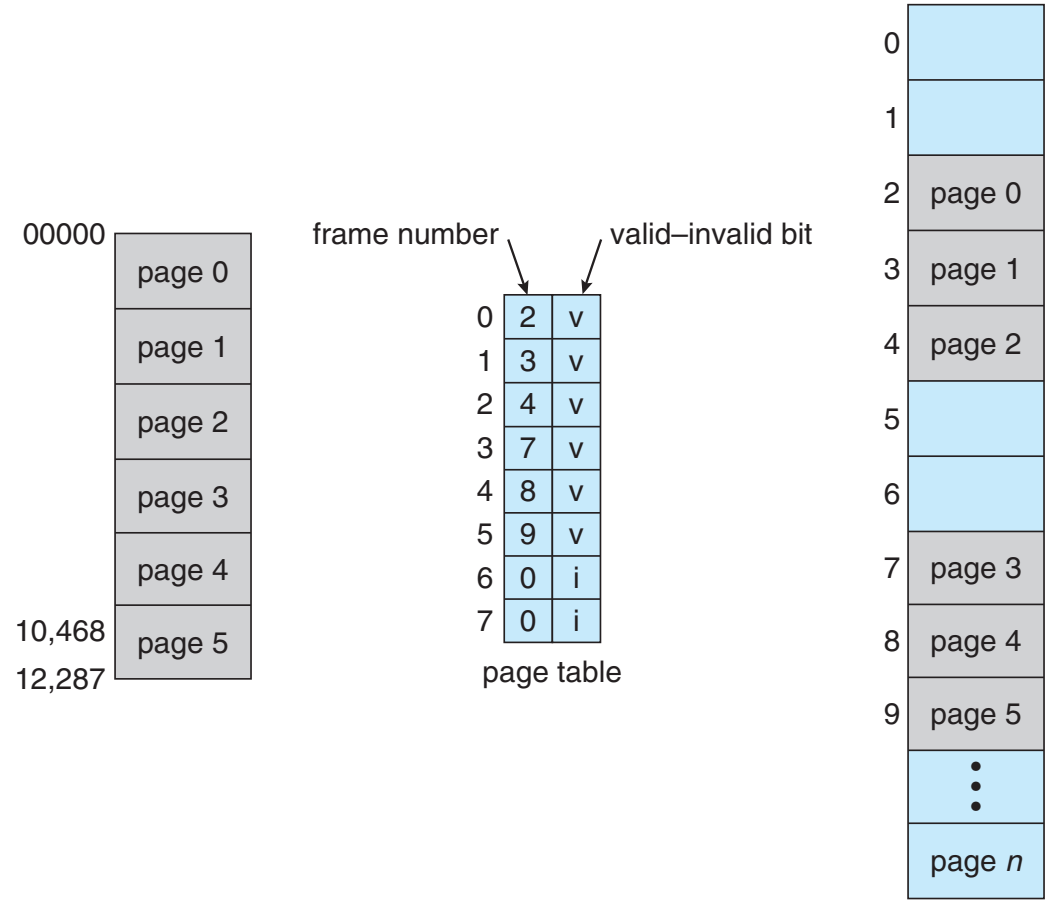 00000
page 0
page 1
page 2
page 3
page 4
10,468
page 5
12,287
frame number
valid–invalid bit
0 2 v
1 3 v
2 4 v
3 7 v
4 8 v
5 9 v
6 0 i
7 0 i
page table
0
1
2 page 0
3 page 1
4 page 2
5
6
7 page 3
8 page 4
9 page 5
page n